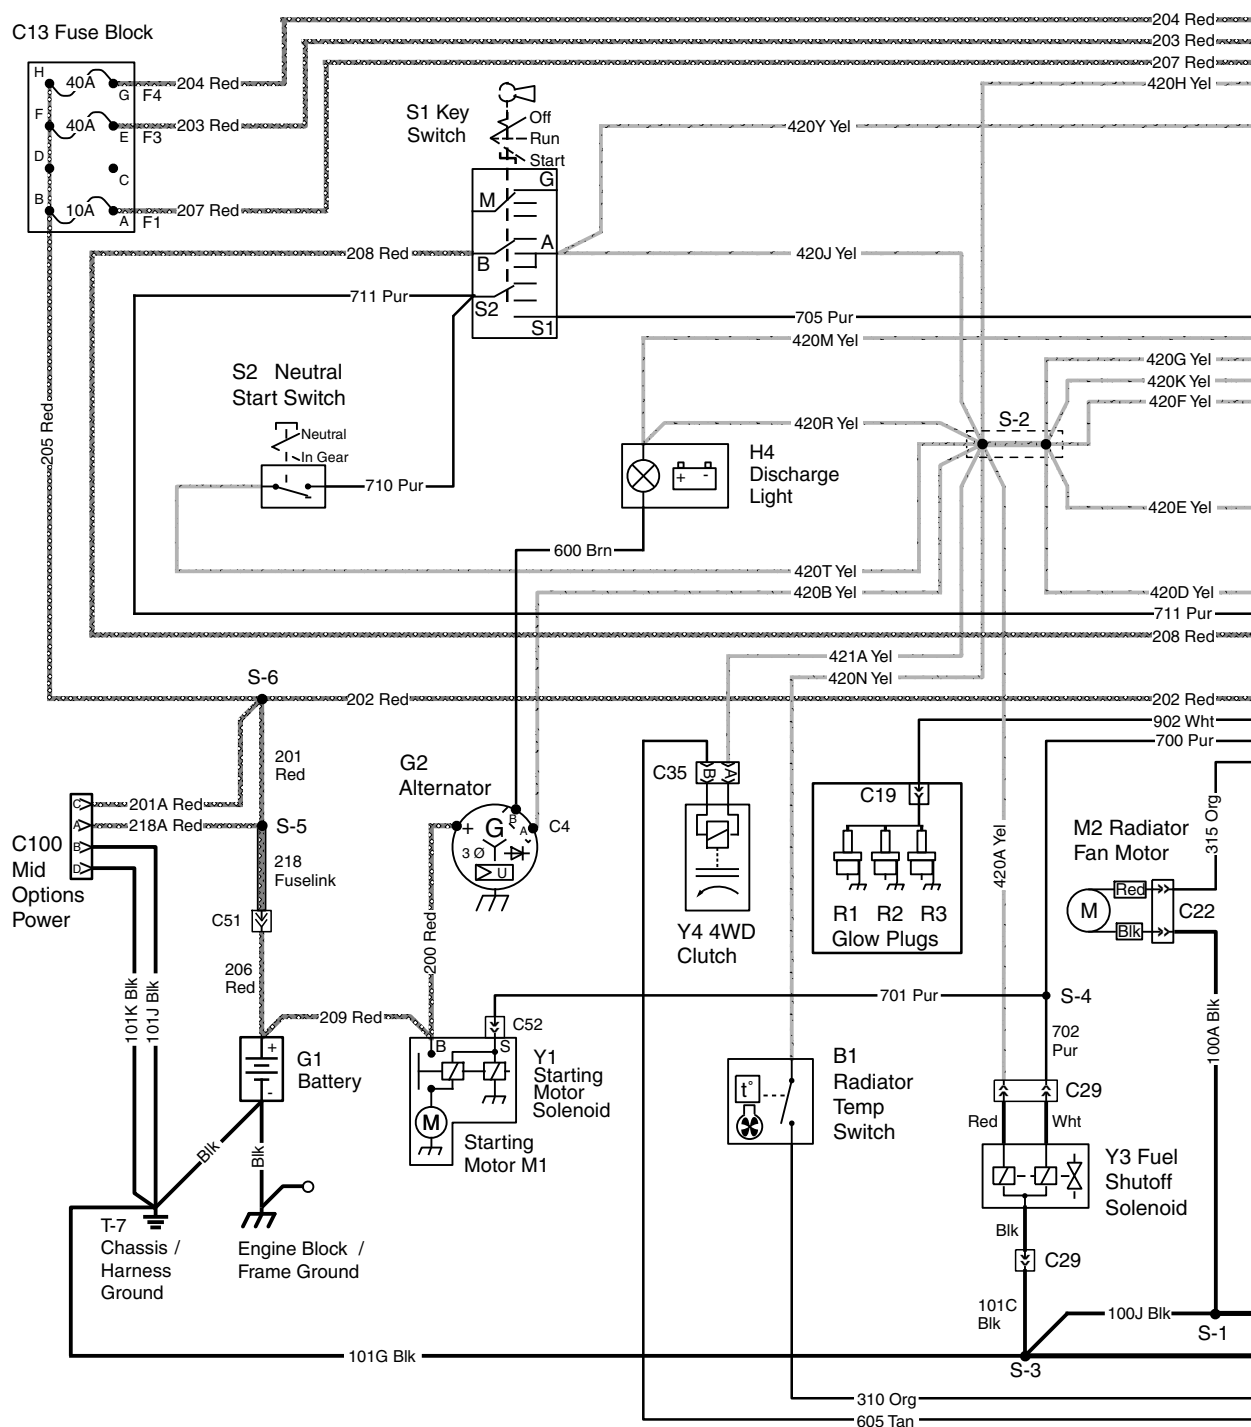 C13 Fuse Block
204 Red
203 Red
207 Red
420H Yel
H
40A
G
F4
204 Red
F
40A
E
F3
203 Red
D
C
B
10A
A
F1
207 Red
S1 Key
Switch
Off
Run
Start
420Y Yel
G
M
A
B
S2
S1
208 Red
420J Yel
711 Pur
705 Pur
420M Yel
420G Yel
420K Yel
420F Yel
S2 Neutral
Start Switch
Neutral
In Gear
205 Red
420R Yel
S-2
H4
Discharge
Light
+ -
710 Pur
420E Yel
600 Brn
420T Yel
420B Yel
420D Yel
711 Pur
208 Red
421A Yel
420N Yel
S-6
202 Red
202 Red
902 Wht
700 Pur
201
Red
G2
Alternator
C35
B
A
C19
C
201A Red
A
218A Red
S-5
B
D
C100
Mid
Options
Power
218
Fuselink
C51
+
G
B
A
C4
3 Ø
U
315 Org
M2 Radiator
Fan Motor
Red
M
Blk
C22
420A Yel
R1 R2 R3
Glow Plugs
Y4 4WD
Clutch
200 Red
206
Red
101K Blk
101J Blk
701 Pur
S-4
209 Red
C52
702
Pur
100A Blk
+
-
G1
Battery
B
S
Y1
Starting
Motor
Solenoid
M
Starting
Motor M1
t°
B1
Radiator
Temp
Switch
C29
Red
Wht
Y3 Fuel
Shutoff
Solenoid
Blk
Blk
T-7
Chassis /
Harness
Ground
Engine Block /
Frame Ground
Blk
C29
101C
Blk
100J Blk
S-1
101G Blk
S-3
310 Org
605 Tan